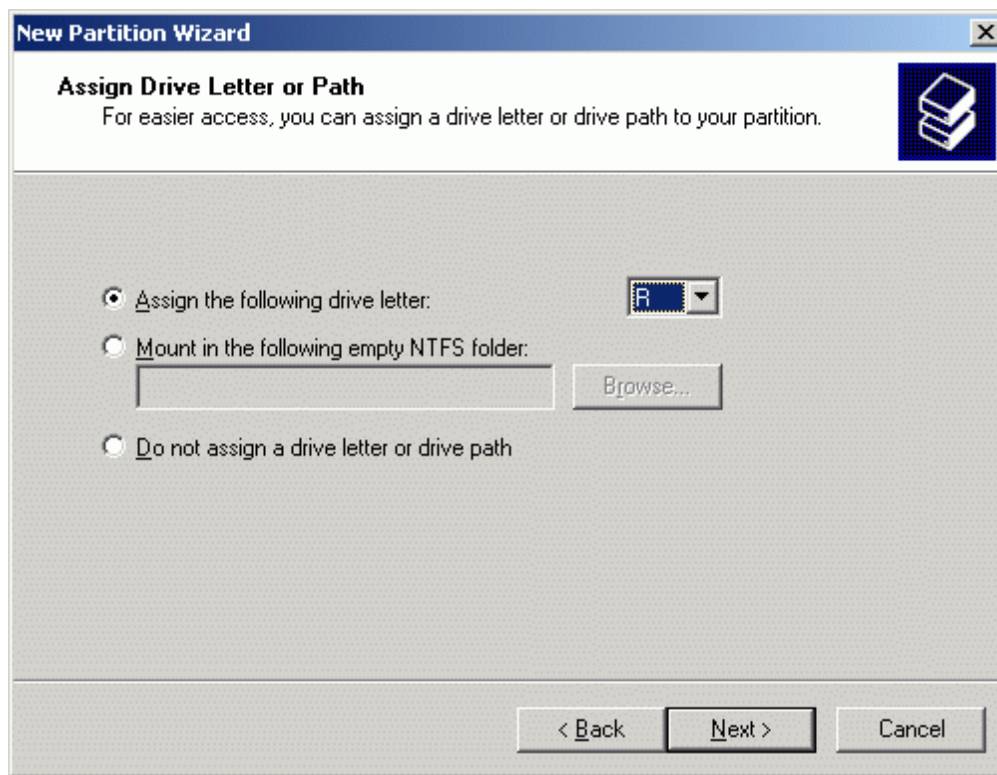 New Partition Wizard
Assign Drive Letter or Path
For easier access, you can assign a drive letter or drive path to your partition.
Assign the following drive letter: R
Mount in the following empty NTFS folder:
Browse...
Do not assign a drive letter or drive path
< Back Next > Cancel